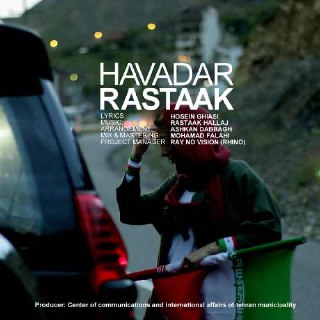 HAVADAR
RASTAAK
LYRICS: HOSEIN GHIASI
MUSIC: RASTAAK HALLAJ
ARRANGEMENT: ASHKAN DABBAGH
MIX & MASTERING: MOHAMAD FALAHI
PROJECT MANAGER RAY NO VISION (RHINO)
Producer: Center of communications and international affairs of tehran municipality